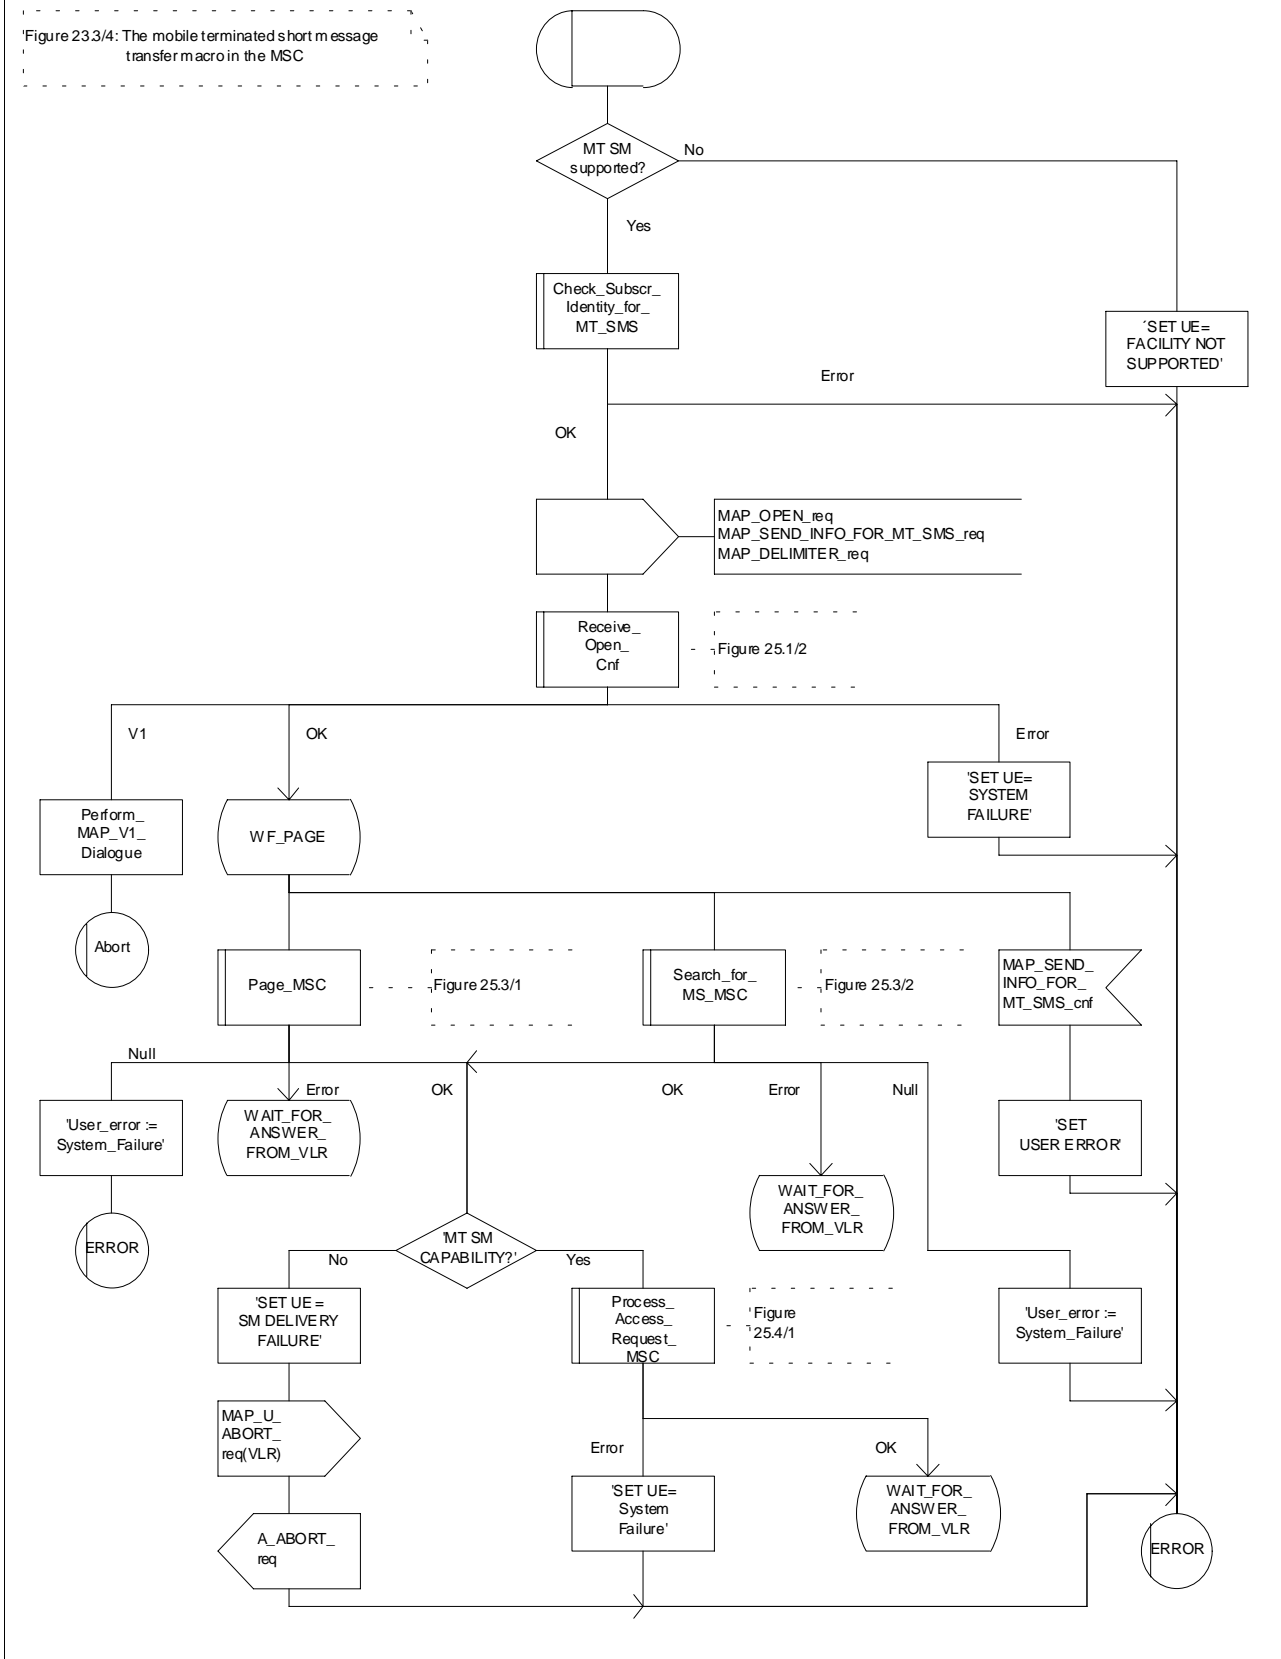 'Figure 23.3/4: The mobile terminated short message
transfer macro in the MSC
MT SM
supported?
No
Yes
Check_Subscr_
Identity_for_
MT_SMS
´SET UE=
FACILITY NOT
SUPPORTED'
Error
OK
MAP_OPEN_req
MAP_SEND_INFO_FOR_MT_SMS_req
MAP_DELIMITER_req
Receive_
Open_
Cnf
Figure 25.1/2
V1
OK
Error
'SET UE=
SYSTEM
FAILURE'
Perform_
MAP_V1_
Dialogue
WF_PAGE
Abort
Page_MSC
Figure 25.3/1
Search_for_
MS_MSC
Figure 25.3/2
MAP_SEND_
INFO_FOR_
MT_SMS_cnf
Null
Error
OK
OK
Error
Null
'User_error :=
System_Failure'
WAIT_FOR_
ANSWER_
FROM_VLR
'SET
USER ERROR'
WAIT_FOR_
ANSWER_
FROM_VLR
ERROR
'MT SM
CAPABILITY?'
No
Yes
'SET UE =
SM DELIVERY
FAILURE'
Process_
Access_
Request_
MSC
Figure
25.4/1
'User_error :=
System_Failure'
MAP_U_
ABORT_
req(VLR)
Error
OK
'SET UE=
System
Failure'
WAIT_FOR_
ANSWER_
FROM_VLR
A_ABORT_
req
ERROR